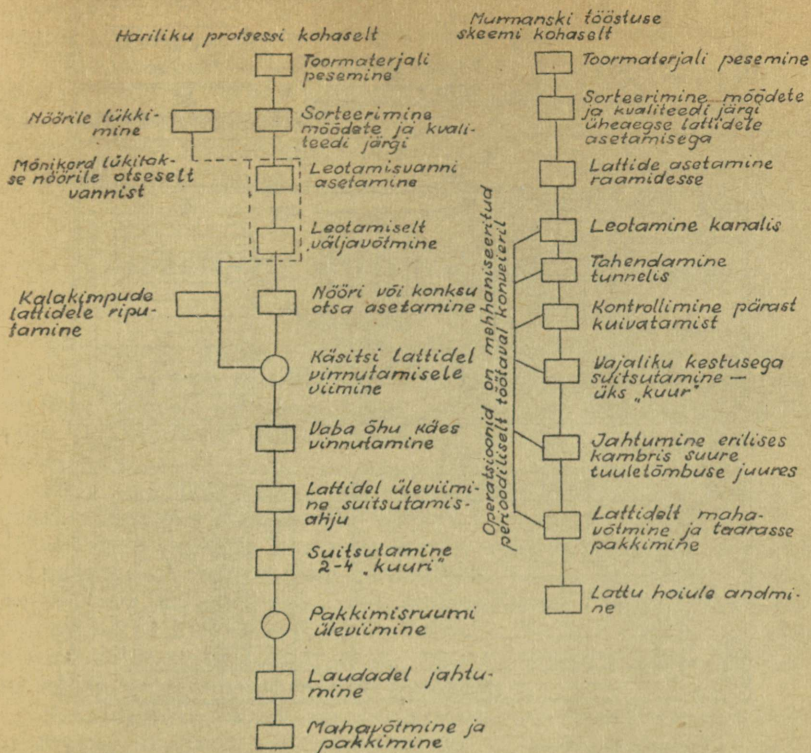 Hariliku protsessi kohaselt
Toormaterjali
pesemine
Nöörile lükki-
mine
Sorteerimine
mõõdete ja kvali-
teedi järgi
Mõnikord lükitak-
se nöörile otseselt
vannist
Leotamisvanni
asetamine
Leotamiselt
väljavõtmine
Kalakimpude
lattidele ripu-
tamine
Nööri või konksu
otsa asetamine
Käsitsi lattidel
vinnutamisele
viimine
Vaba õhu käes
vinnutamine
Lattidel üleviimi-
ne suitsutamis-
ahju
Suitsutamine
2-4 „kuuri"
Pakkimisruumi
üleviimine
Laudadel jahtu-
mine
Mahavõtmine ja
pakkimine
Murmanski tööstuse
skeemi kohaselt
Toormaterjali pesemine
Sorteerimine mõõdete
ja kvaliteedi järgi
üheaegse lattidele
asetamisega
Lattide asetamine
raamidesse
Operatsioonid on mehhaniseeritud
perioodiliselt töötaval konveieril
Leotamine kanalis
Tahendamine
tunnelis
Kontrollimine pärast
kuivatamist
Vajaliku kestusega
suitsutamine —
üks „kuur"
Jahtumine erilises
kambris suure
tuuletõmbuse juures
Lattidelt maha-
võtmine ja taarasse
pakkimine
Lattu hoiule andmi-
ne